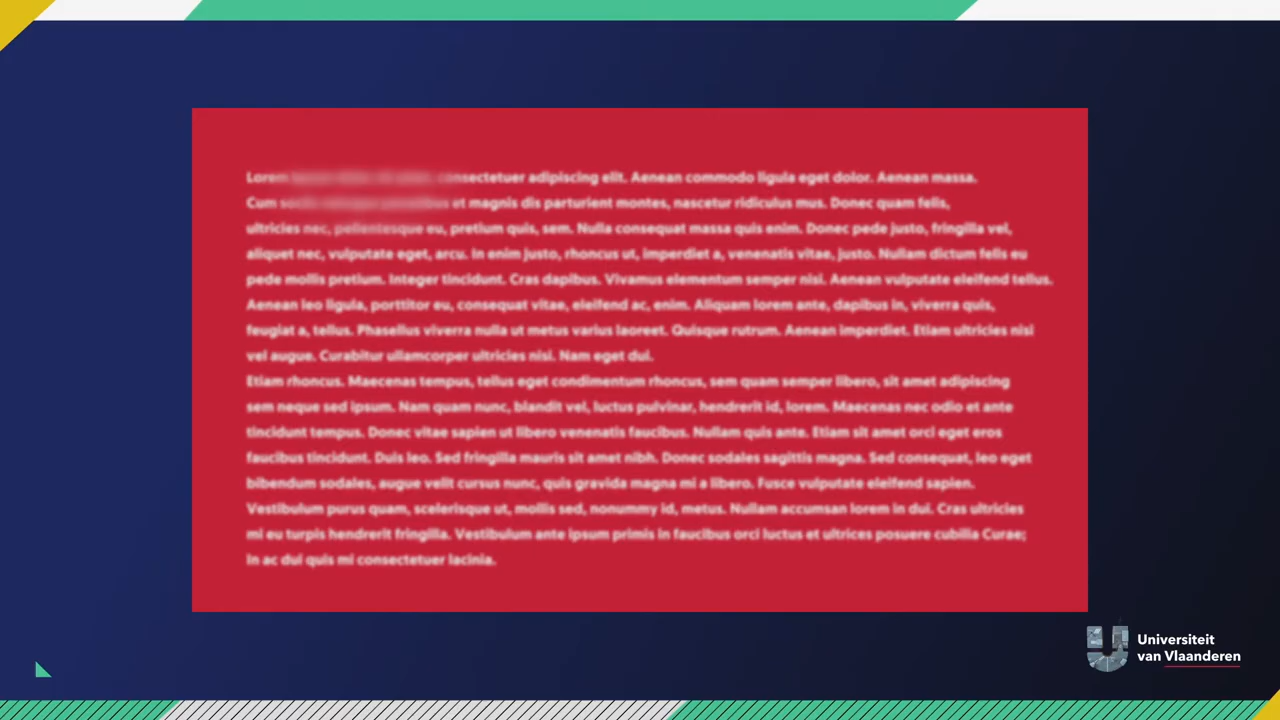 Lorem consectetuer adipiscing elit. Aenean commodo ligula eget dolor. Aenean massa.
Cum sociis natoque penatibus et magnis dis parturient montes, nascetur ridiculus mus. Donec quam felis,
ultricies nec, pellentesque eu, pretium quis, sem. Nulla consequat massa quis enim. Donec pede justo, fringilla vel,
aliquet nec, vulputate eget, arcu. In enim justo, rhoncus ut, imperdiet a, venenatis vitae, justo. Nullam dictum felis eu
pede mollis pretium. Integer tincidunt. Cras dapibus. Vivamus elementum semper nisi. Aenean vulputate eleifend tellus.
Aenean leo ligula, porttitor eu, consequat vitae, eleifend ac, enim. Aliquam lorem ante, dapibus in, viverra quis,
feugiat a, tellus. Phasellus viverra nulla ut metus varius laoreet. Quisque rutrum. Aenean imperdiet. Etiam ultricies nisi
vel augue. Curabitur ullamcorper ultricies nisi. Nam eget dui.
Etiam rhoncus. Maecenas tempus, tellus eget condimentum rhoncus, sem quam semper libero, sit amet adipiscing
sem neque sed ipsum. Nam quam nunc, blandit vel, luctus pulvinar, hendrerit id, lorem. Maecenas nec odio et ante
tincidunt tempus. Donec vitae sapien ut libero venenatis faucibus. Nullam quis ante. Etiam sit amet orci eget eros
faucibus tincidunt. Duis leo. Sed fringilla mauris sit amet nibh. Donec sodales sagittis magna. Sed consequat, leo eget
bibendum sodales, augue velit cursus nunc, quis gravida magna mi a libero. Fusce vulputate eleifend sapien.
Vestibulum purus quam, scelerisque ut, mollis sed, nonummy id, metus. Nullam accumsan lorem in dui. Cras ultricies
mi eu turpis hendrerit fringilla. Vestibulum ante ipsum primis in faucibus orci luctus et ultrices posuere cubilia Curae;
In ac dui quis mi consectetuer lacinia.
Universiteit
van Vlaanderen